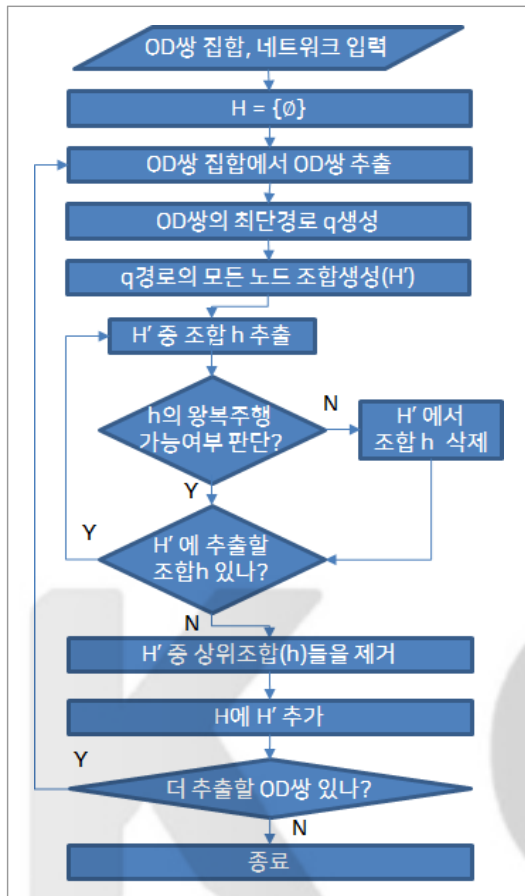 OD쌍 집합, 네트워크 입력
H = {∅}
OD쌍 집합에서 OD쌍 추출
OD쌍의 최단경로 q생성
q경로의 모든 노드 조합생성(H’)
H’ 중 조합 h 추출
h의 왕복주행
가능여부 판단?
N
H’ 에서
조합 h 삭제
Y
Y
H’ 에 추출할
조합h 있나?
N
H’ 중 상위조합(h)들을 제거
H에 H’ 추가
Y
더 추출할 OD쌍 있나?
N
종료